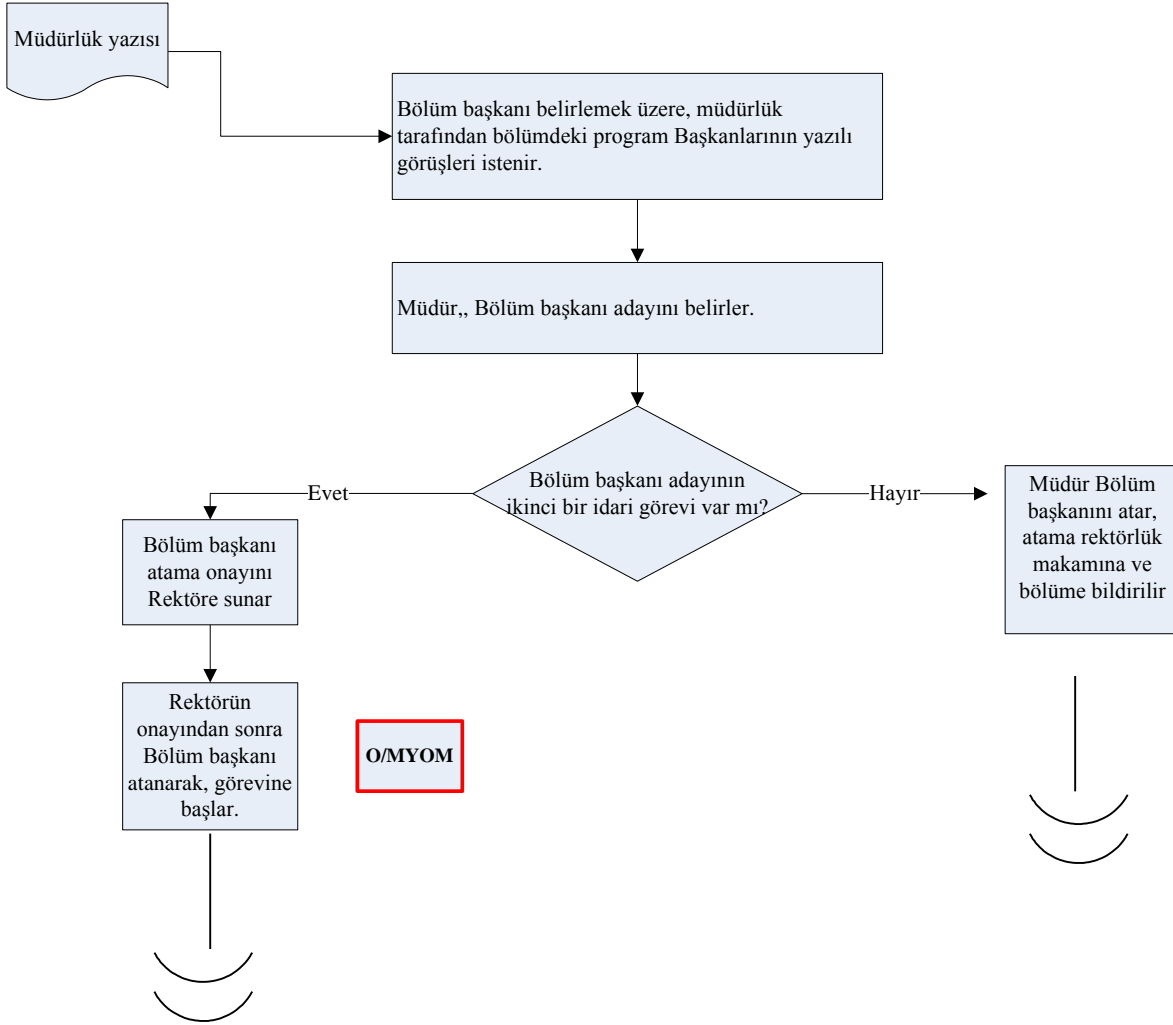 Müdürlük yazısı
Bölüm başkanı belirlemek üzere, müdürlük
tarafından bölümdeki program Başkanlarının yazılı
görüşleri istenir.
Müdür,, Bölüm başkanı adayını belirler.
Bölüm başkanı adayının
ikinci bir idari görevi var mı?
Evet
Hayır
Müdür Bölüm
başkanını atar,
atama rektörlük
makamına ve
bölüme bildirilir
Bölüm başkanı
atama onayını
Rektöre sunar
Rektörün
onayından sonra
Bölüm başkanı
atanarak, görevine
başlar.
O/MYOM